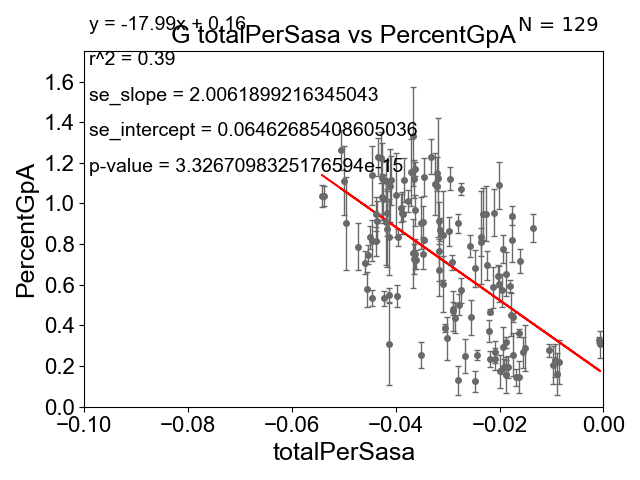 y = -17.99x + 0.16
N = 129
G totalPerSasa vs PercentGpA
r^2 = 0.39
se_slope = 2.0061899216345043
se_intercept = 0.06462685408605036
p-value = 3.3267098325176594e-15
PercentGpA
1.6
1.4
1.2
1.0
0.8
0.6
0.4
0.2
0.0
−0.10 −0.08 −0.06 −0.04 −0.02 0.00
totalPerSasa